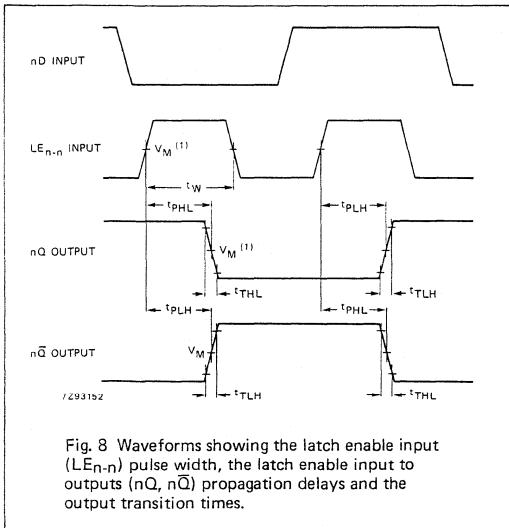 nD INPUT
LEn-n INPUT
VM (1)
tW
tPHL
tPLH
nQ OUTPUT
VM (1)
tTHL
tTLH
tPLH
tPHL
nQ̅ OUTPUT
VM
7Z93152
tTLH
tTHL
Fig. 8 Waveforms showing the latch enable input
(LEn-n) pulse width, the latch enable input to
outputs (nQ, nQ̅) propagation delays and the
output transition times.